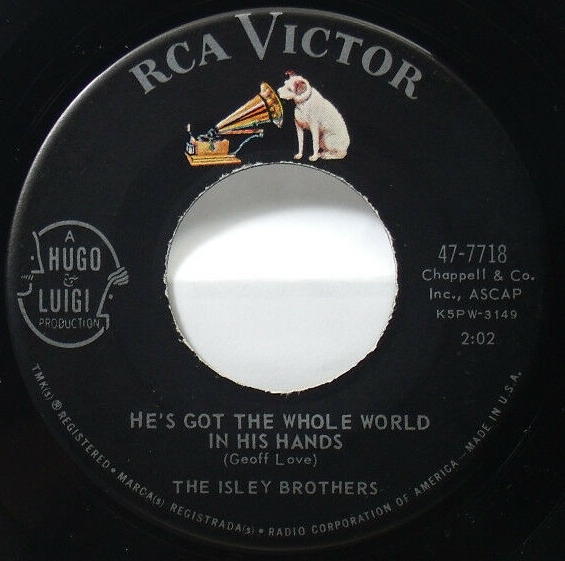 RCA VICTOR
A
HUGO
&
LUIGI
PRODUCTION
47-7718
Chappell & Co.
Inc., ASCAP
K5PW-3149
2:02
HE'S GOT THE WHOLE WORLD
IN HIS HANDS
(Geoff Love)
THE ISLEY BROTHERS
TMK(s) ® REGISTERED • MARCA(s) REGISTRADA(s) • RADIO CORPORATION OF AMERICA—MADE IN U.S.A.